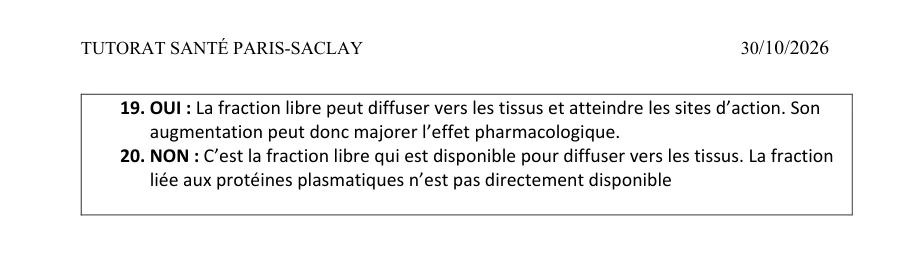 TUTORAT SANTÉ PARIS-SACLAY 30/10/2026
19. OUI : La fraction libre peut diffuser vers les tissus et atteindre les sites d’action. Son
augmentation peut donc majorer l’effet pharmacologique.
20. NON : C’est la fraction libre qui est disponible pour diffuser vers les tissus. La fraction
liée aux protéines plasmatiques n’est pas directement disponible